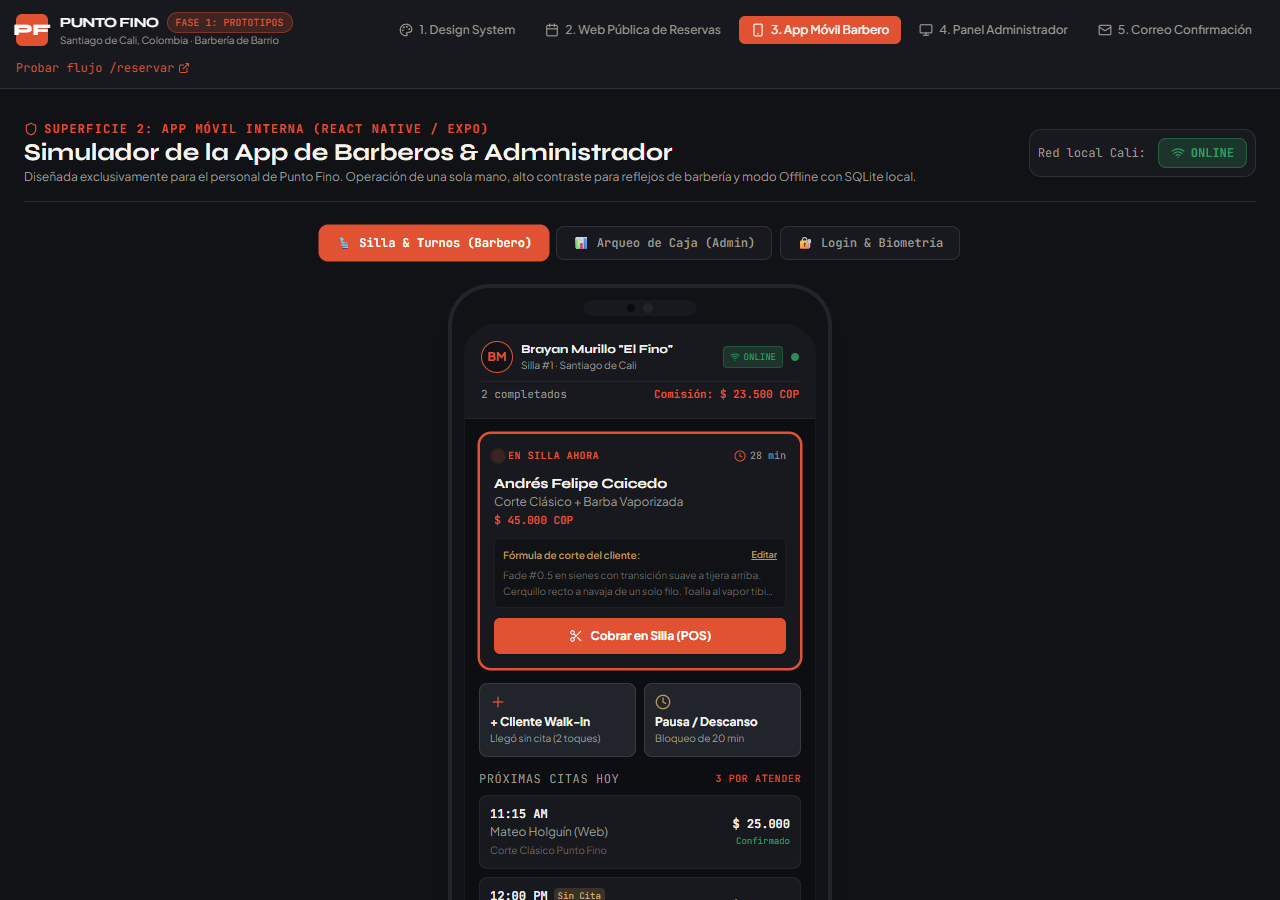 PF
PUNTO FINO
FASE 1: PROTOTIPOS
Santiago de Cali, Colombia · Barbería de Barrio
1. Design System
2. Web Pública de Reservas
3. App Móvil Barbero
4. Panel Administrador
5. Correo Confirmación
Probar flujo /reservar
SUPERFICIE 2: APP MÓVIL INTERNA (REACT NATIVE / EXPO)
Simulador de la App de Barberos & Administrador
Diseñada exclusivamente para el personal de Punto Fino. Operación de una sola mano, alto contraste para reflejos de barbería y modo Offline con SQLite local.
Red local Cali:
ONLINE
Silla & Turnos (Barbero)
Arqueo de Caja (Admin)
Login & Biometría
BM
Brayan Murillo "El Fino"
Silla #1 · Santiago de Cali
ONLINE
2 completados
Comisión: $ 23.500 COP
EN SILLA AHORA
28 min
Andrés Felipe Caicedo
Corte Clásico + Barba Vaporizada
$ 45.000 COP
Fórmula de corte del cliente:
Editar
Fade #0.5 en sienes con transición suave a tijera arriba.
Cerquillo recto a navaja de un solo filo. Toalla al vapor tibi...
Cobrar en Silla (POS)
+ Cliente Walk-in
Llegó sin cita (2 toques)
Pausa / Descanso
Bloqueo de 20 min
PRÓXIMAS CITAS HOY
3 POR ATENDER
11:15 AM
Mateo Holguín (Web)
Corte Clásico Punto Fino
$ 25.000
Confirmado
12:00 PM
Sin Cita